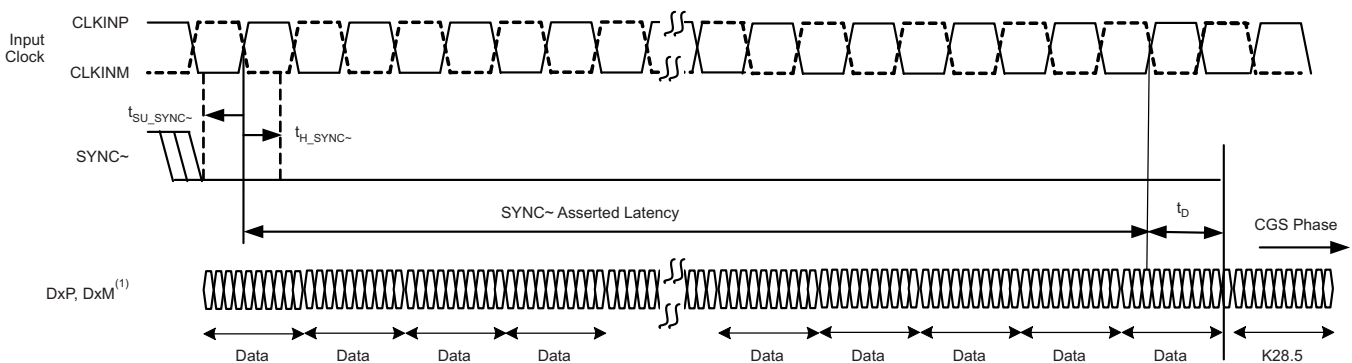 CLKINP
Input
Clock
CLKINM
tSU_SYNC~
tH_SYNC~
SYNC~
SYNC~ Asserted Latency
tD
CGS Phase
DxP, DxM(1)
Data
Data
Data
Data
Data
Data
Data
Data
Data
K28.5